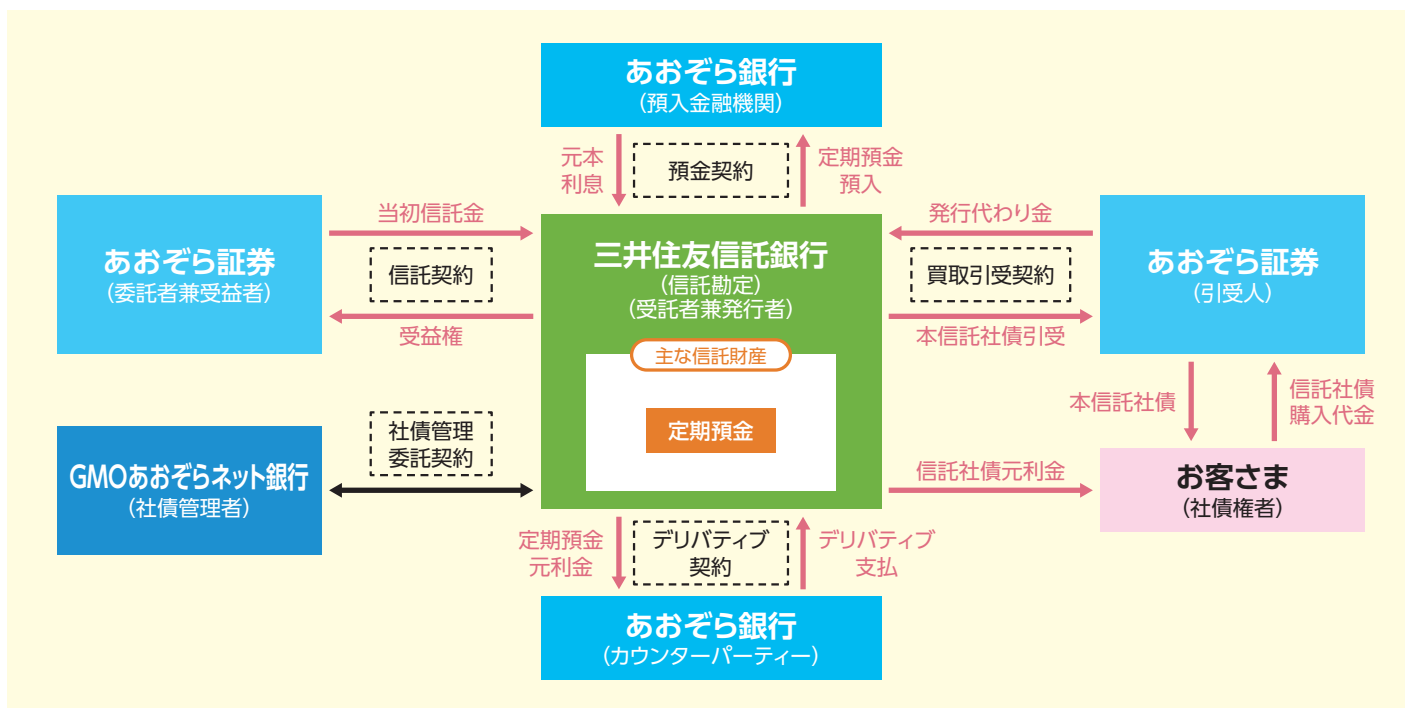 あおぞら銀行
(預入金融機関)
元本
利息
預金契約
定期預金
預入
あおぞら証券
(委託者兼受益者)
当初信託金
信託契約
受益権
三井住友信託銀行
(信託勘定)
(受託者兼発行者)
主な信託財産
定期預金
発行代わり金
買取引受契約
本信託社債引受
あおぞら証券
(引受人)
本信託社債
信託社債
購入代金
GMOあおぞらネット銀行
(社債管理者)
社債管理
委託契約
信託社債元利金
お客さま
(社債権者)
定期預金
元利金
デリバティブ
契約
デリバティブ
支払
あおぞら銀行
(カウンターパーティー)